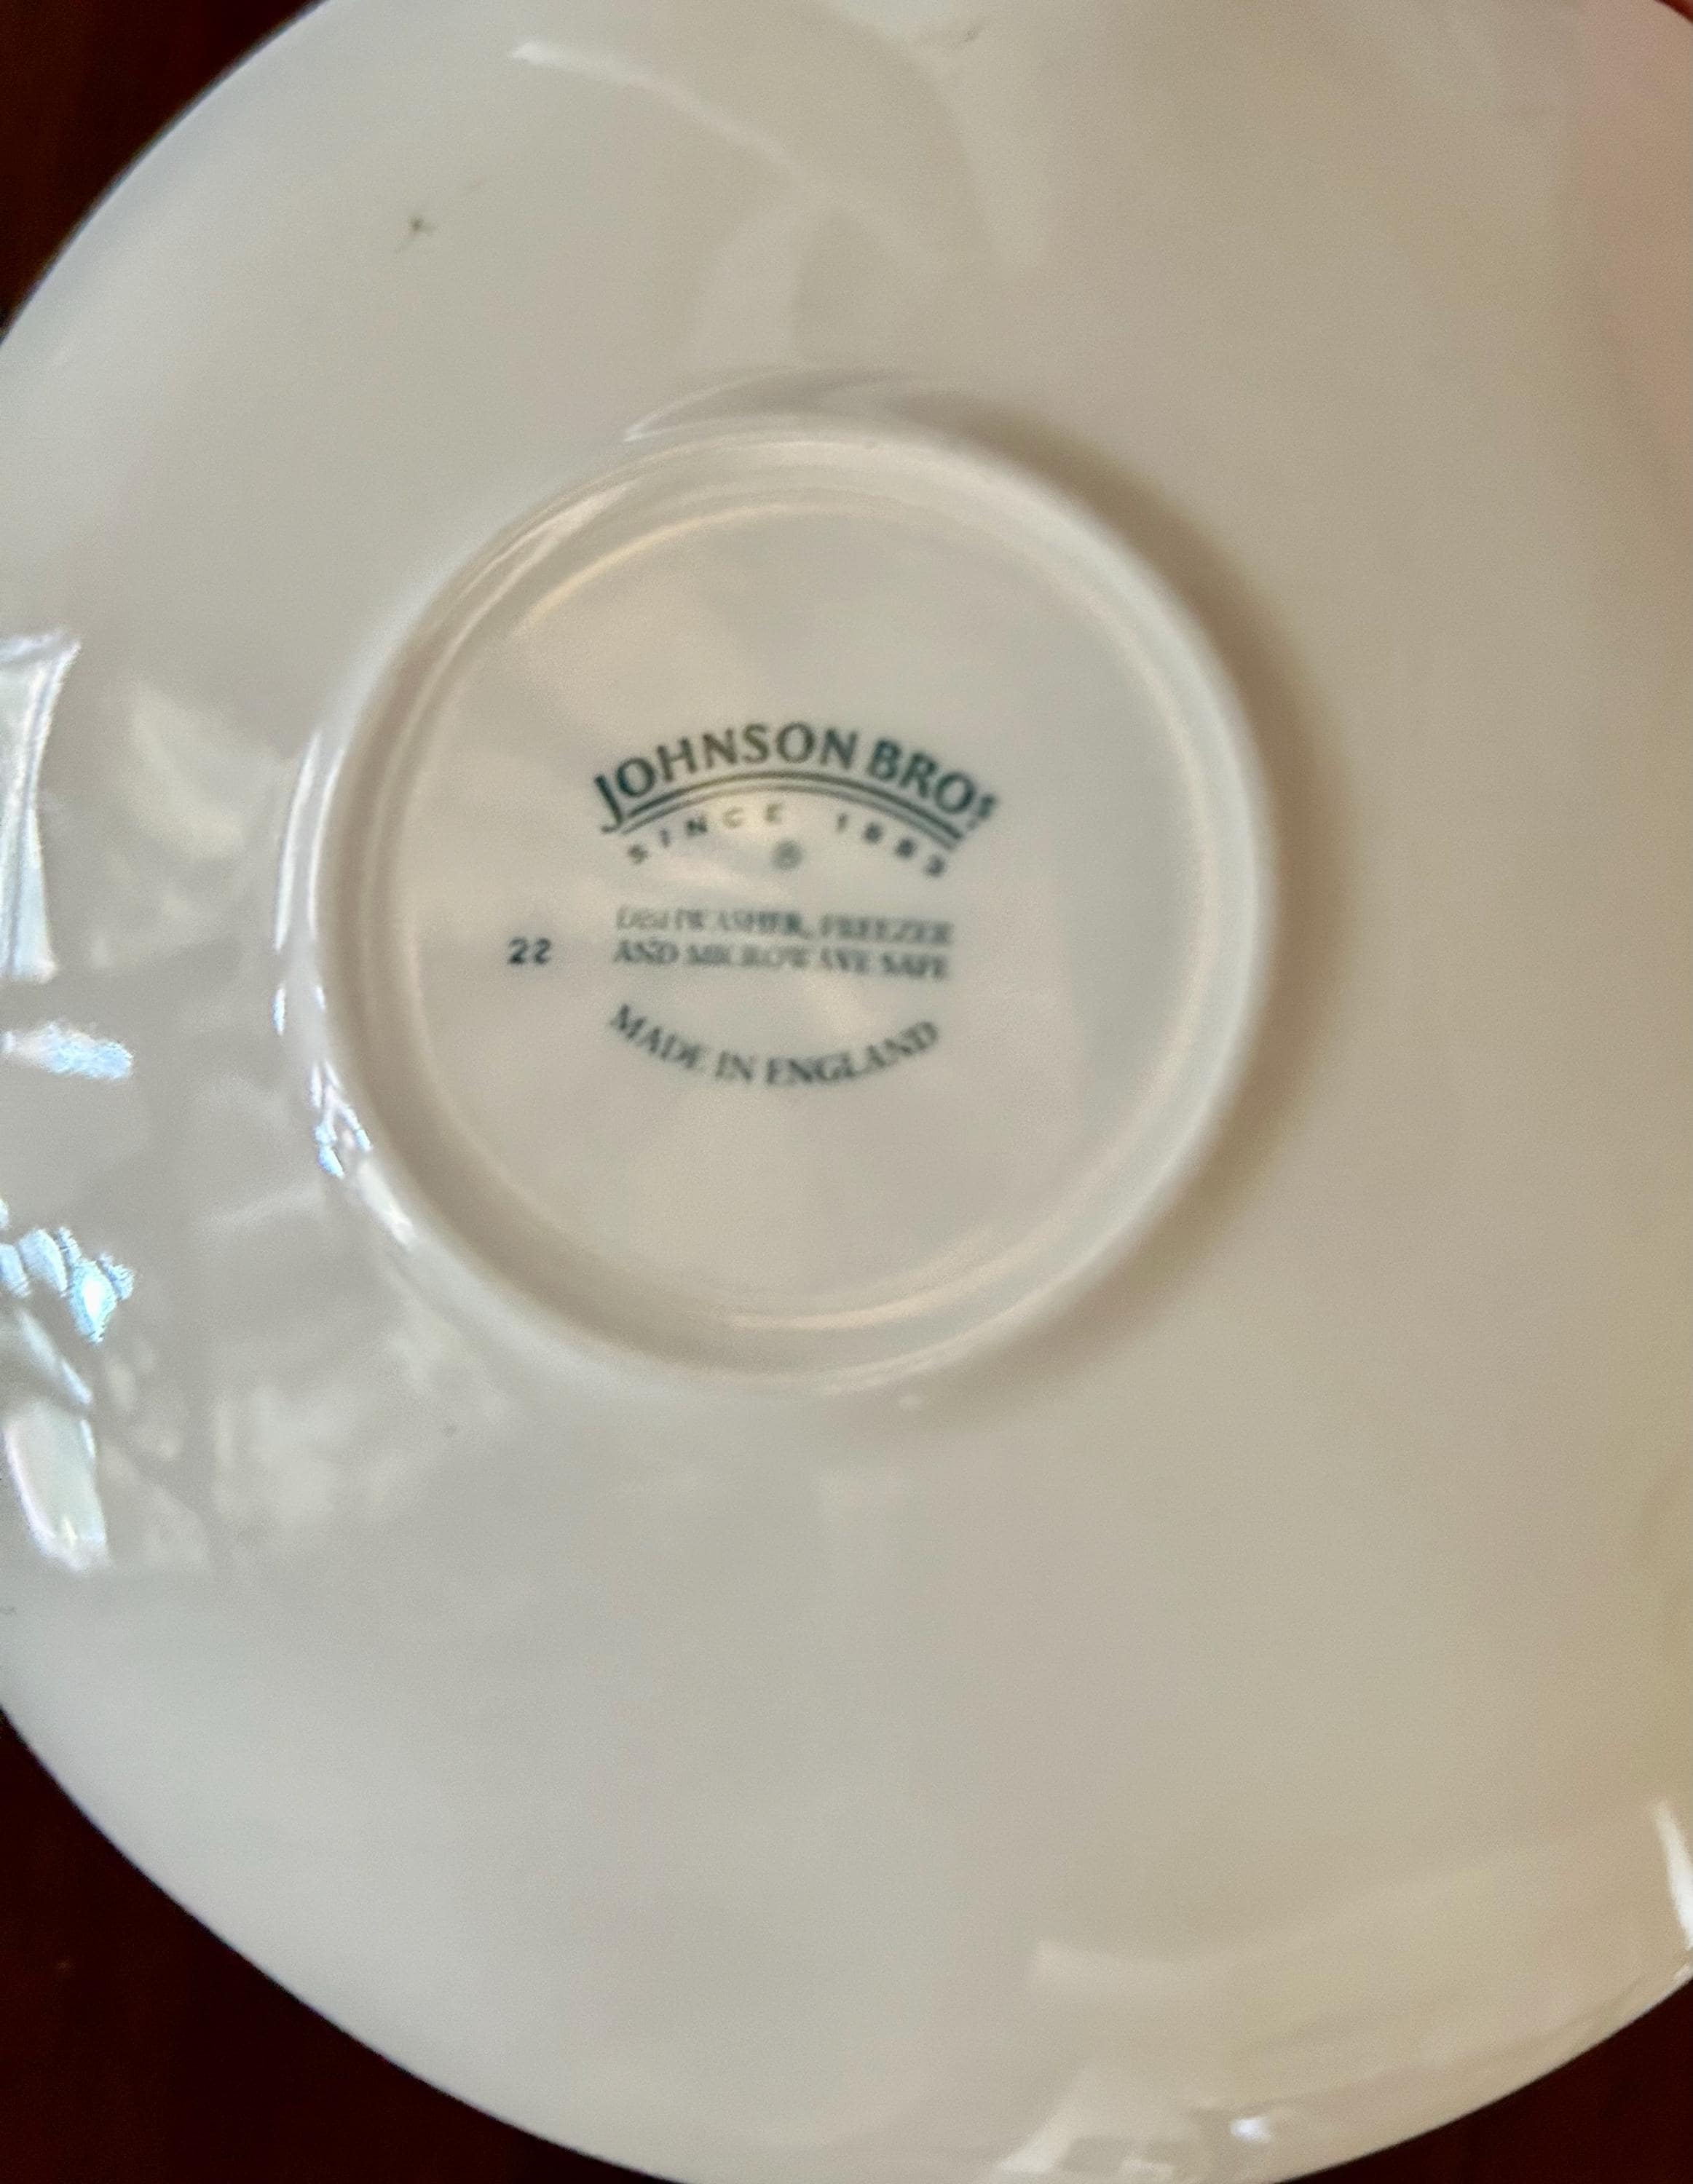 JOHNSON BROS
SINCE 1883
®
DISHWASHER, FREEZER
AND MICROWAVE SAFE
22
MADE IN ENGLAND